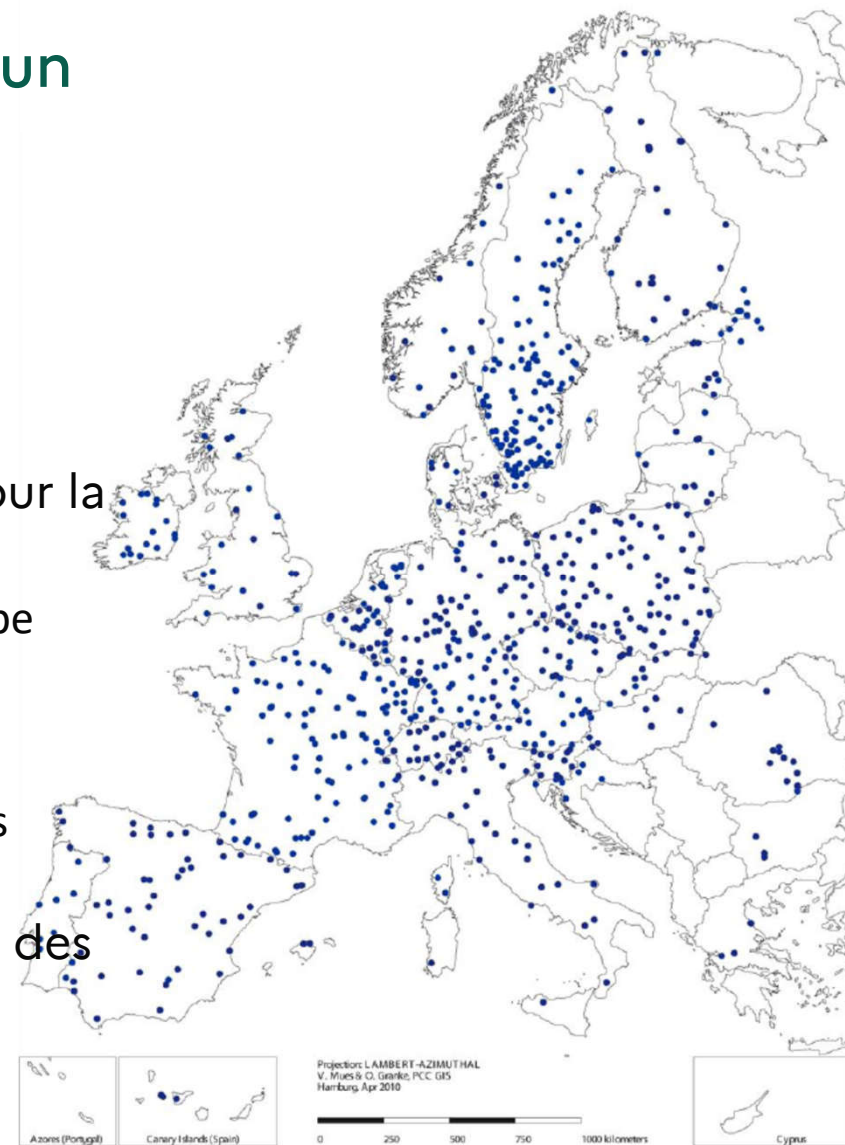 un
our la
pe
s
des
Projection: LAMBERT-AZIMUTHAL
V. Mues & O. Granke, PCC GIS
Hamburg, Apr 2010
Azores (Portugal)
Canary Islands (Spain)
0 250 500 750 1000 kilometers
Cyprus